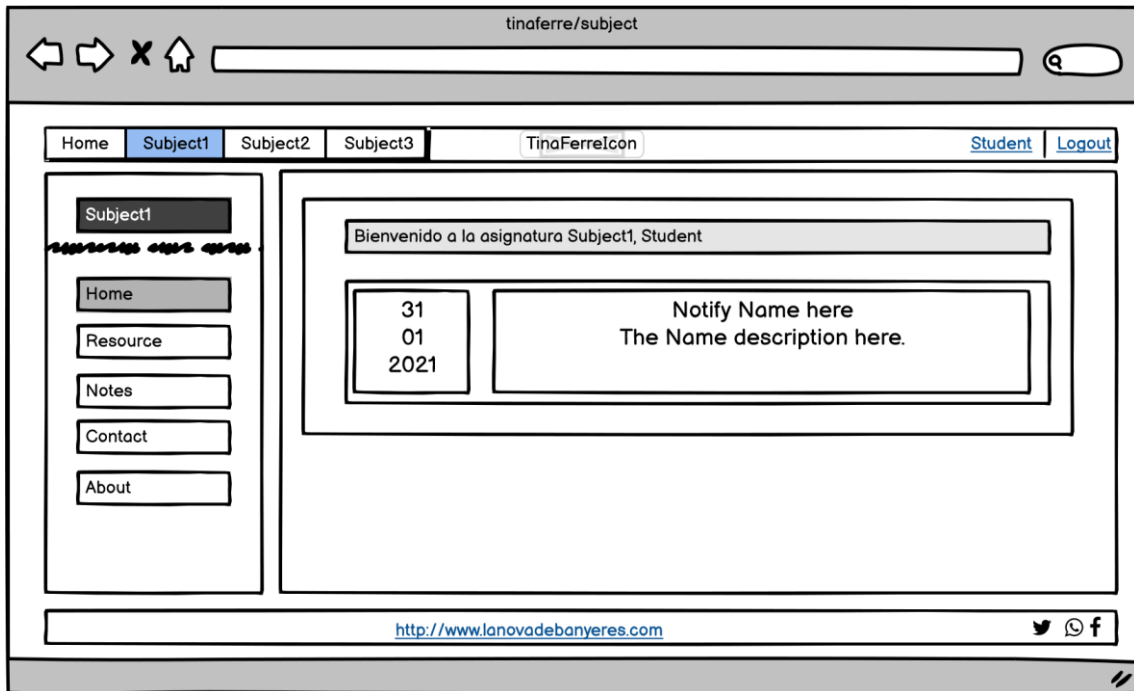 tinaferre/subject
Home Subject1 Subject2 Subject3 TinaFerreIcon Student Logout
Subject1
Home
Resource
Notes
Contact
About
Bienvenido a la asignatura Subject1, Student
31
01
2021
Notify Name here
The Name description here.
http://www.lanovadebanyeres.com